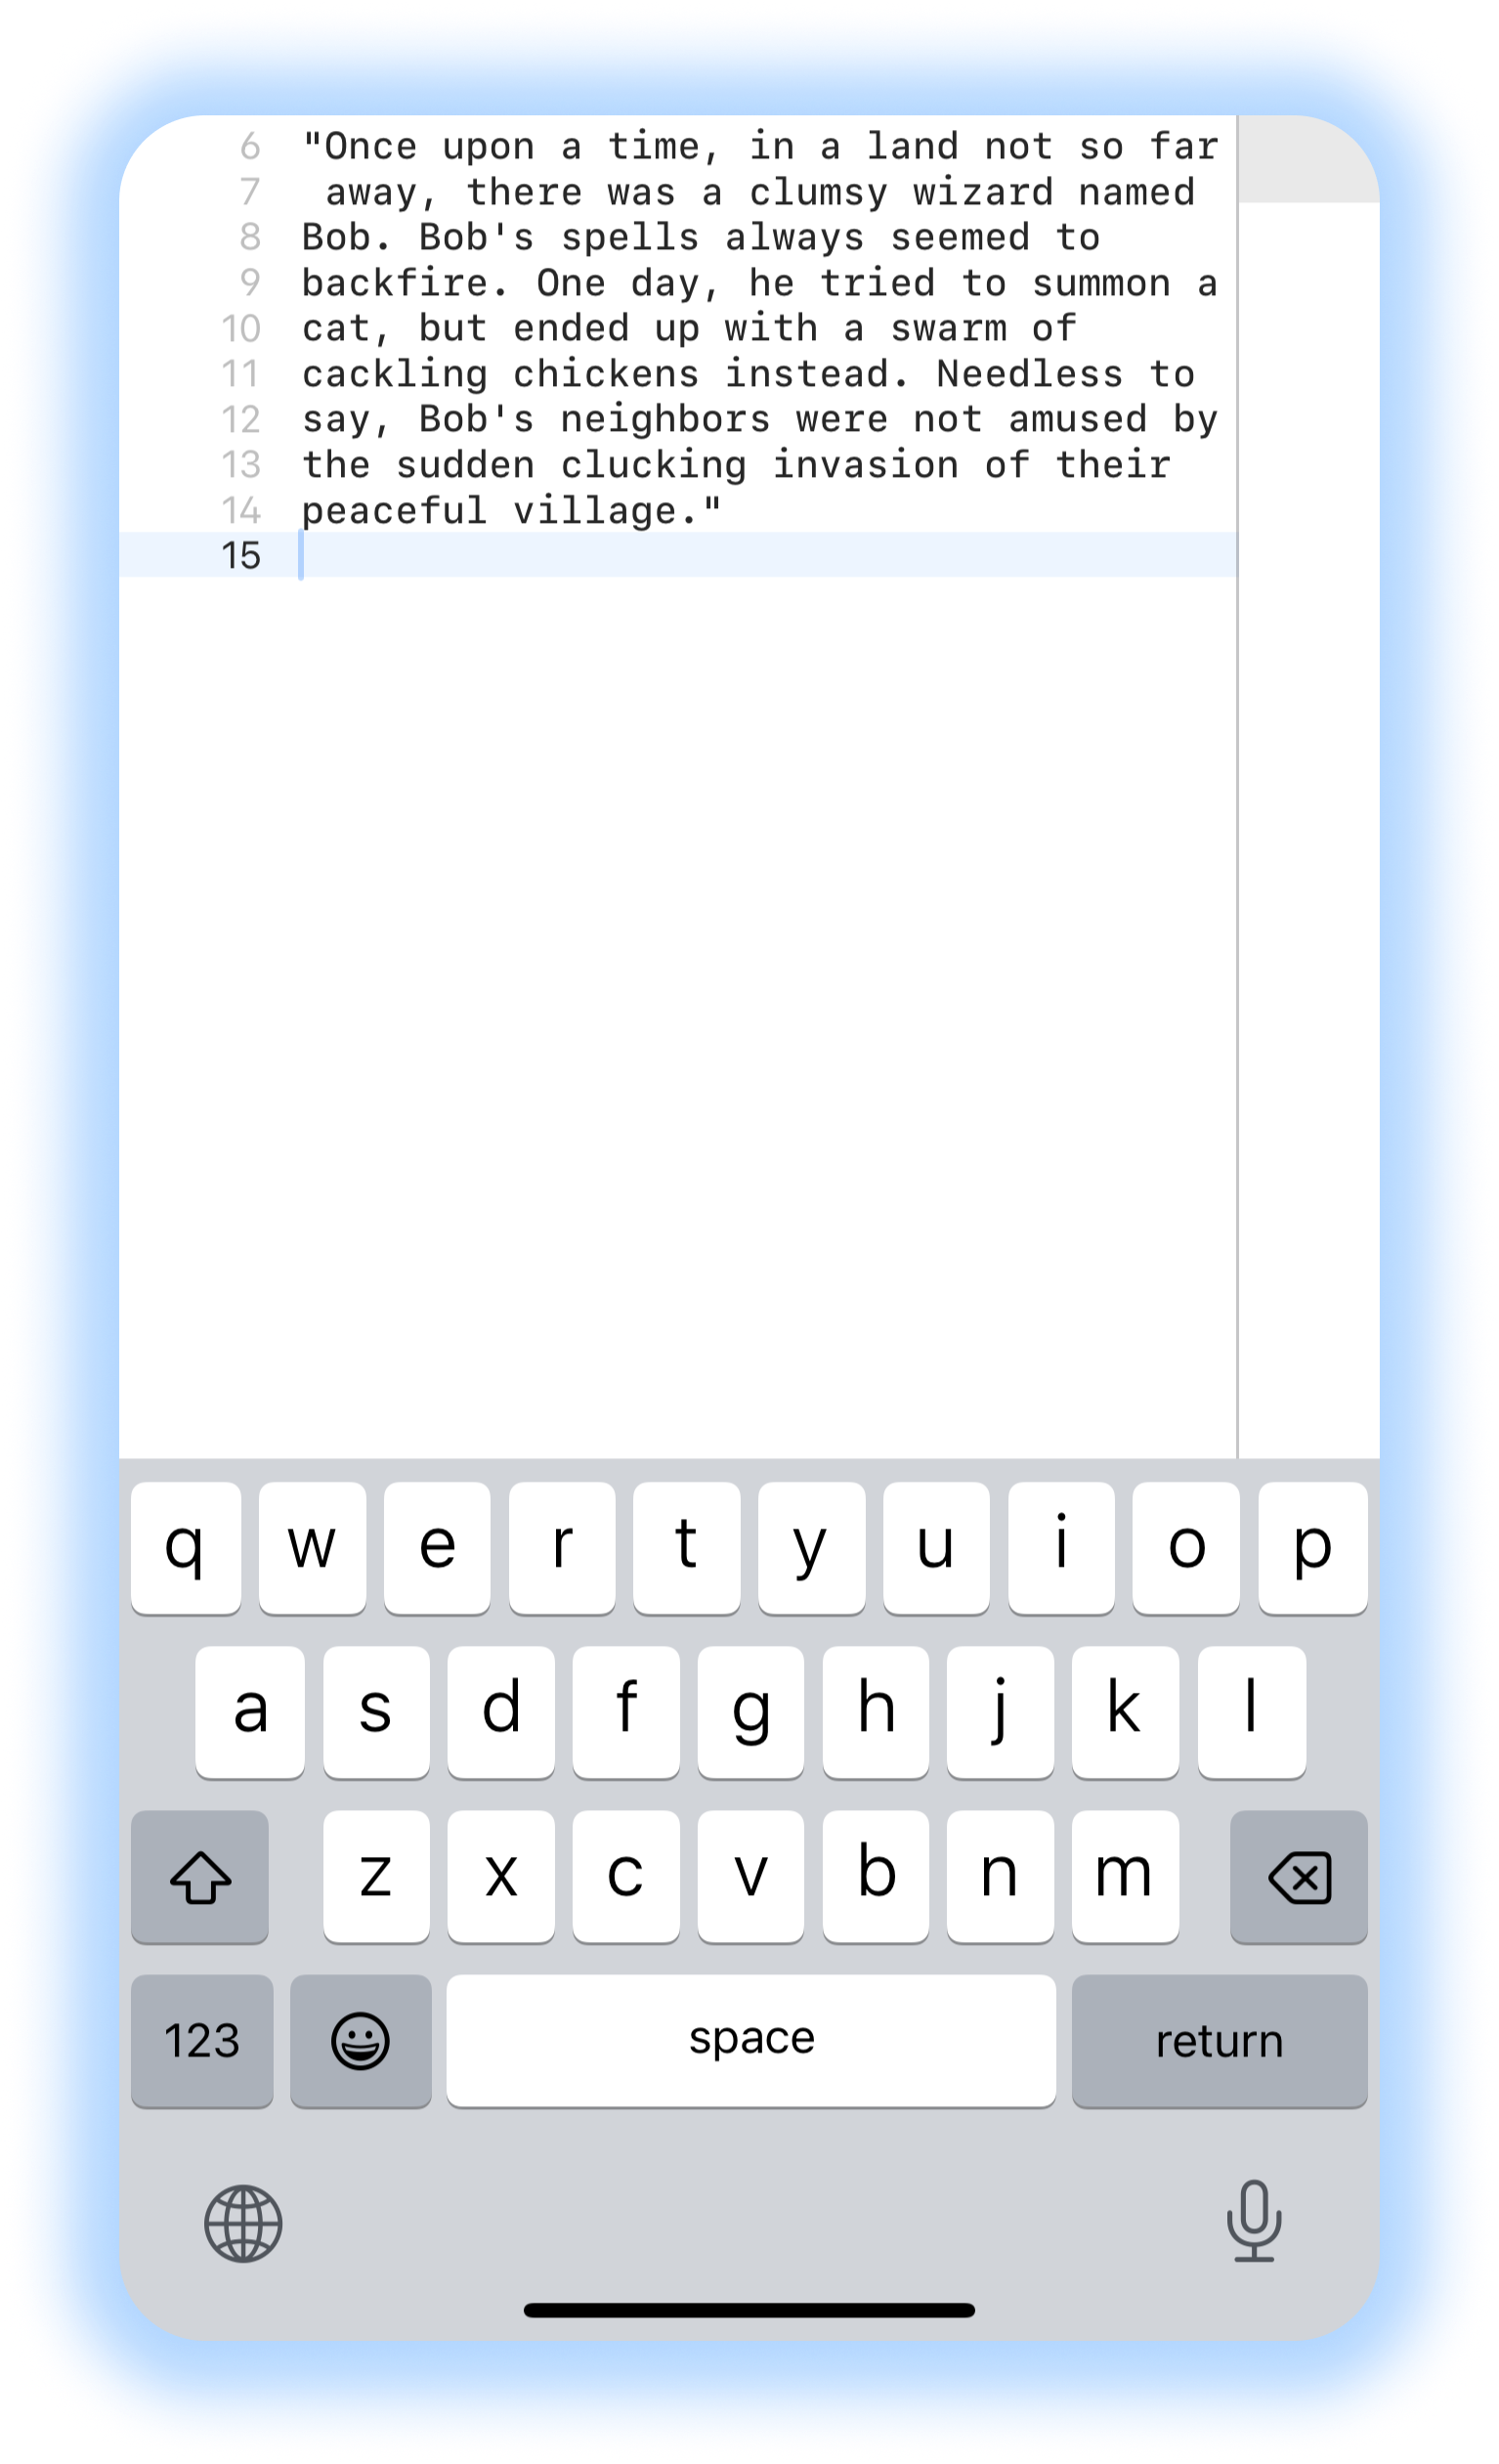 6 "Once upon a time, in a land not so far
7  away, there was a clumsy wizard named
8 Bob. Bob's spells always seemed to
9 backfire. One day, he tried to summon a
10 cat, but ended up with a swarm of
11 cackling chickens instead. Needless to
12 say, Bob's neighbors were not amused by
13 the sudden clucking invasion of their
14 peaceful village."
15
q w e r t y u i o p
a s d f g h j k l
z x c v b n m
123 space return